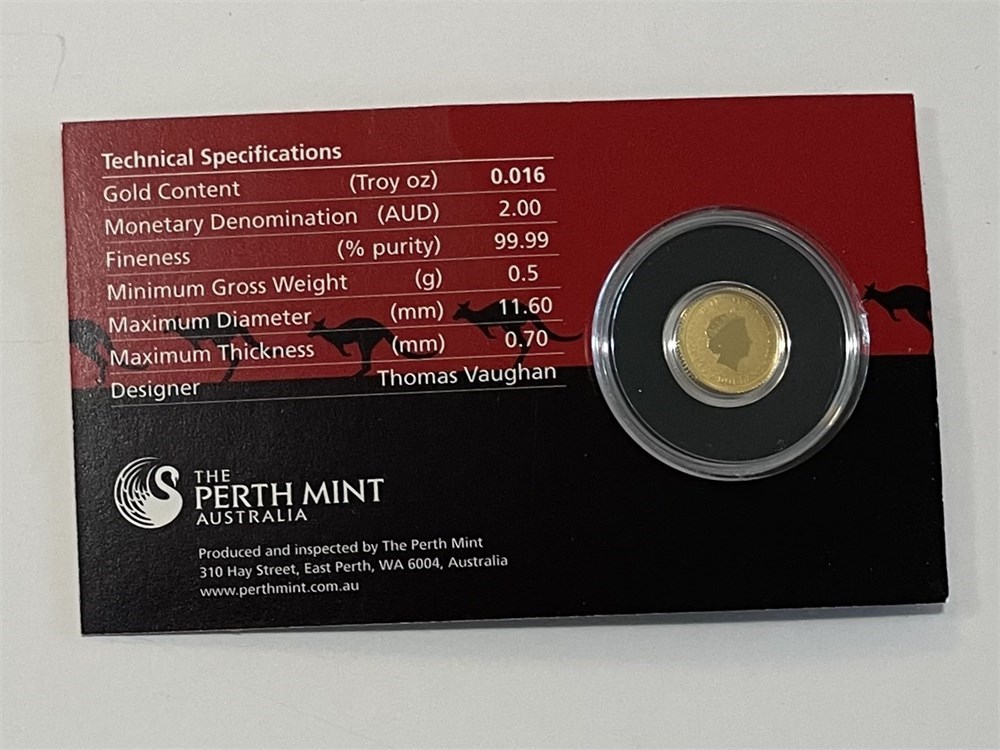 Technical Specifications
Gold Content (Troy oz) 0.016
Monetary Denomination (AUD) 2.00
Fineness (% purity) 99.99
Minimum Gross Weight (g) 0.5
Maximum Diameter (mm) 11.60
Maximum Thickness (mm) 0.70
Designer Thomas Vaughan
THE
PERTH MINT
AUSTRALIA
Produced and inspected by The Perth Mint
310 Hay Street, East Perth, WA 6004, Australia
www.perthmint.com.au